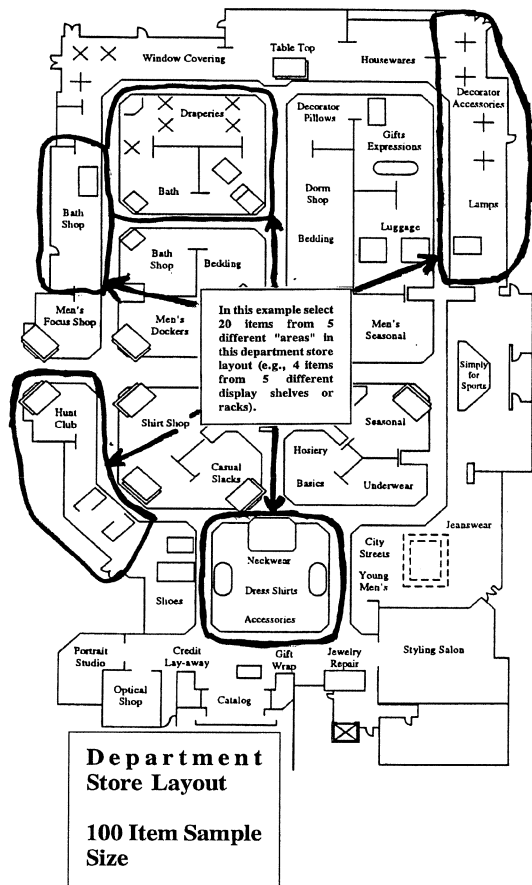 Window Covering
Table Top
Housewares
Draperies
Decorator
Pillows
Decorator
Accessories
Gifts
Expressions
Bath
Dorm
Shop
Bath
Shop
Lamps
Luggage
Bath
Shop
Bedding
Bedding
Men's
Focus Shop
Men's
Dockers
In this example select
20 items from 5
different "areas" in
this department store
layout (e.g., 4 items
from 5 different
display shelves or
racks).
Men's
Seasonal
Simply
for
Sports
Hunt
Club
Shirt Shop
Seasonal
Casual
Slacks
Hosiery
Basics
Underwear
Jeanswear
City
Streets
Young
Men's
Neckwear
Dress Shirts
Accessories
Shoes
Portrait
Studio
Credit
Lay-away
Gift
Wrap
Jewelry
Repair
Styling Salon
Optical
Shop
Catalog
Department
Store Layout
100 Item Sample
Size